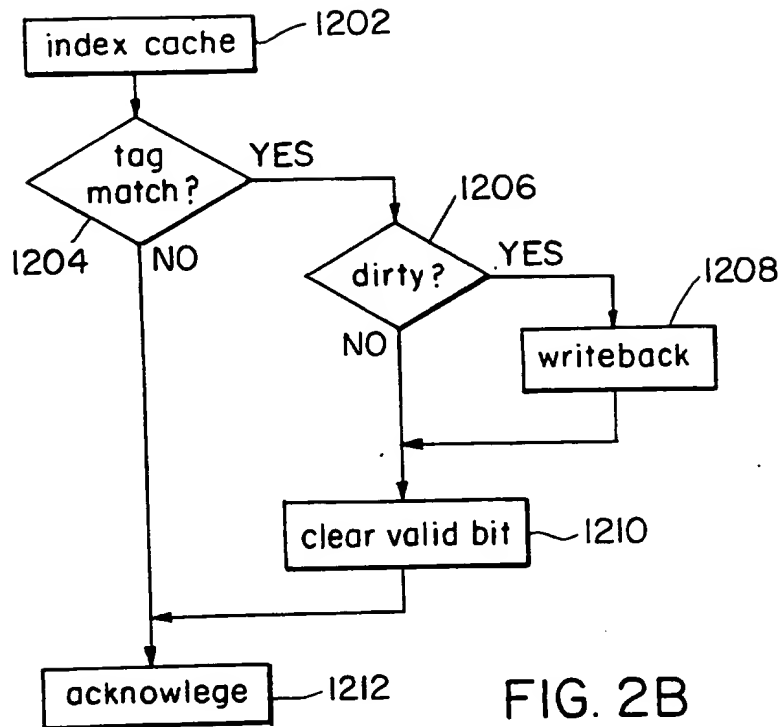 index cache
1202
tag
match?
YES
1204
NO
1206
dirty?
YES
NO
1208
writeback
clear valid bit
1210
acknowlege
1212
FIG. 2B